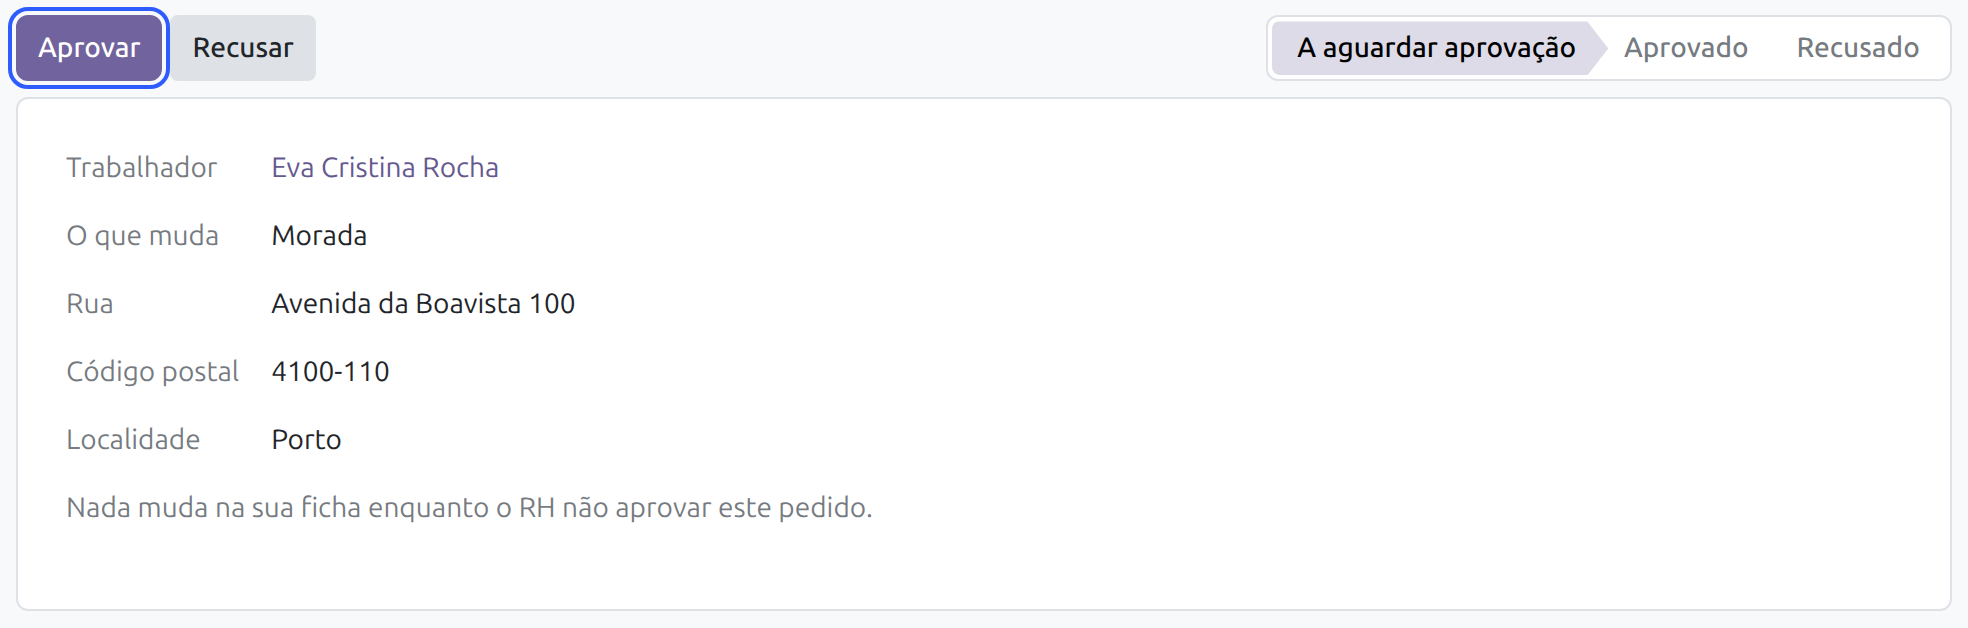 Aprovar Recusar A aguardar aprovação Aprovado Recusado
Trabalhador Eva Cristina Rocha
O que muda Morada
Rua Avenida da Boavista 100
Código postal 4100-110
Localidade Porto
Nada muda na sua ficha enquanto o RH não aprovar este pedido.